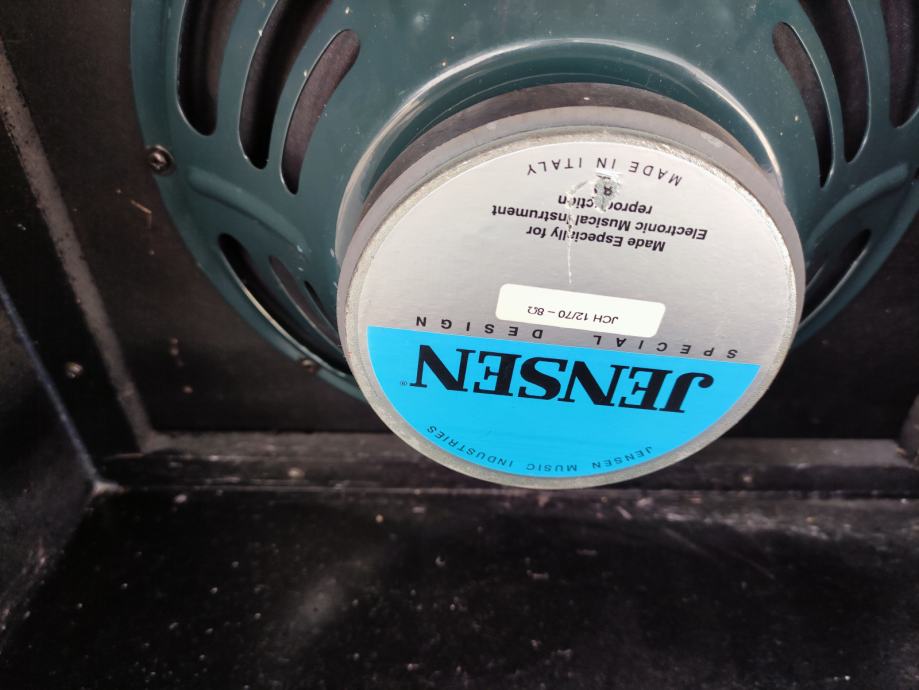 JENSEN MUSIC INDUSTRIES
JENSEN®
SPECIAL DESIGN
JCH 12/70 – 8Ω
Made Especially for
Electronic Musical Instrument
reproduction
MADE IN ITALY